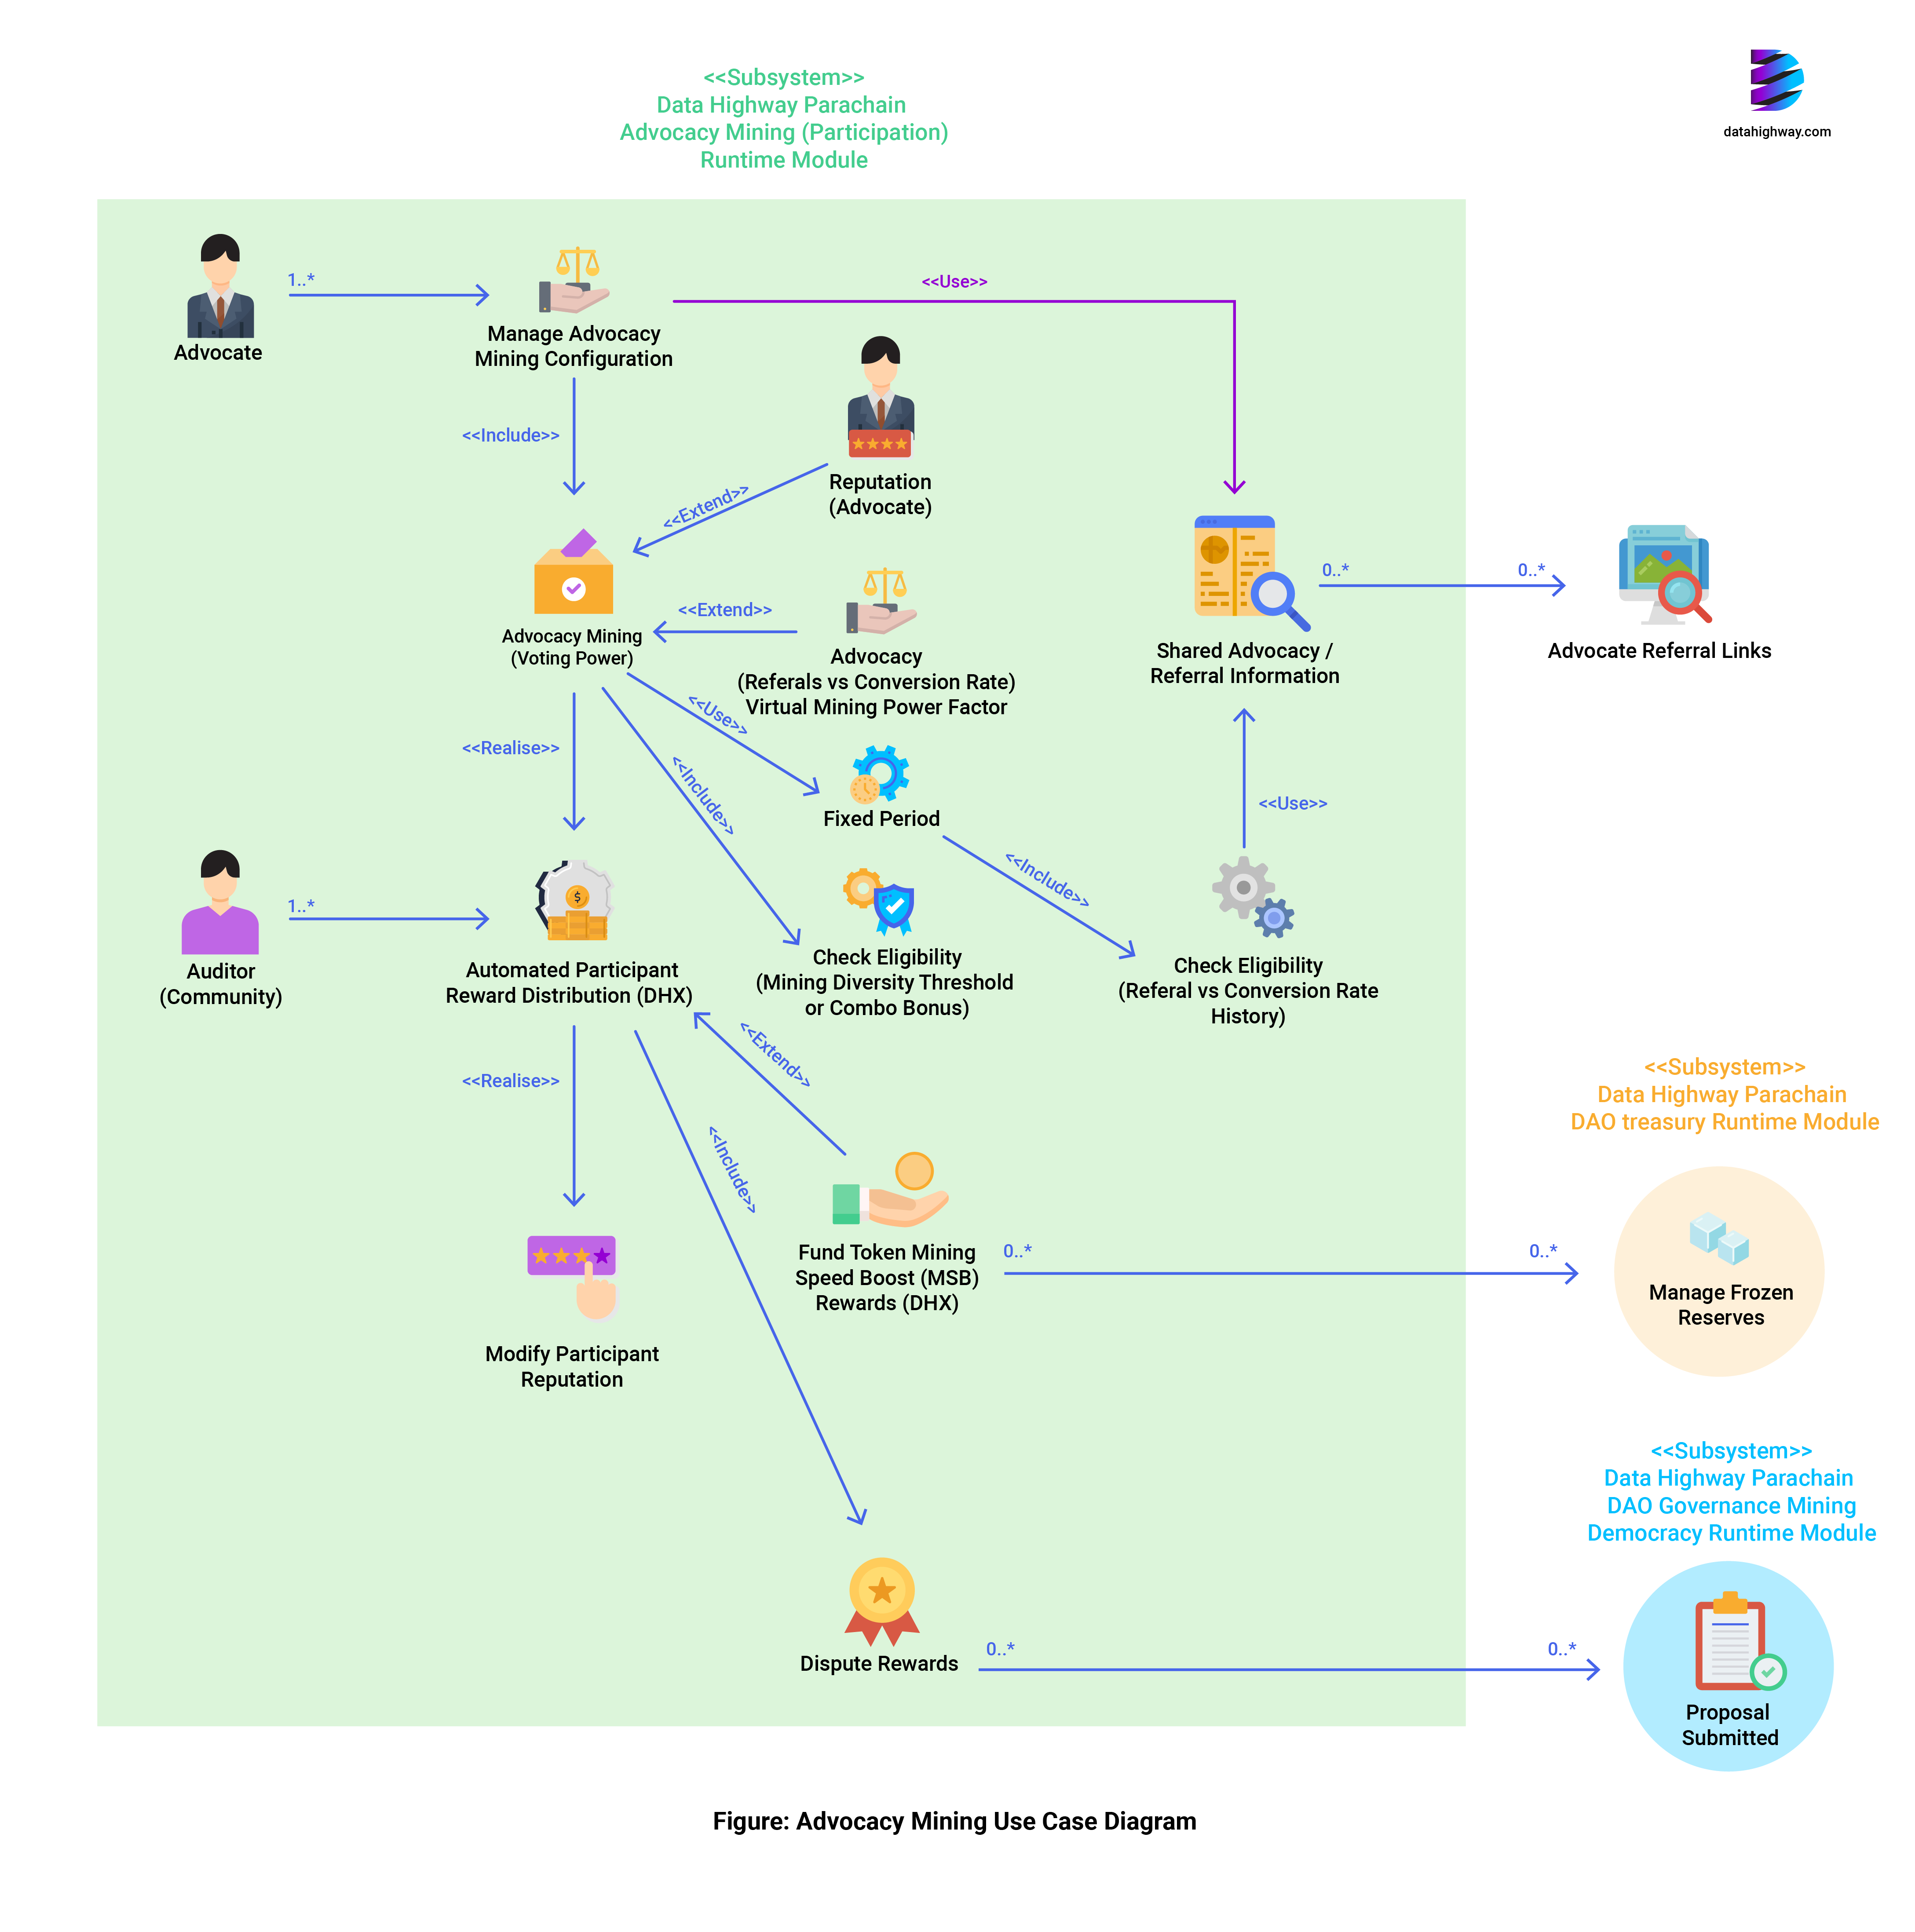 <<Subsystem>>
Data Highway Parachain
Advocacy Mining (Participation)
Runtime Module
datahighway.com
Advocate
1..*
Manage Advocacy
Mining Configuration
<<Use>>
<<Include>>
Reputation
(Advocate)
<<Extend>>
Advocacy Mining
(Voting Power)
<<Extend>>
Advocacy
(Referals vs Conversion Rate)
Virtual Mining Power Factor
Shared Advocacy /
Referral Information
0..*
0..*
Advocate Referral Links
<<Realise>>
<<Use>>
<<Include>>
Fixed Period
<<Include>>
<<Use>>
Auditor
(Community)
1..*
Automated Participant
Reward Distribution (DHX)
Check Eligibility
(Mining Diversity Threshold
or Combo Bonus)
Check Eligibility
(Referal vs Conversion Rate
History)
<<Realise>>
<<Extend>>
<<Include>>
<<Subsystem>>
Data Highway Parachain
DAO treasury Runtime Module
Fund Token Mining
Speed Boost (MSB)
Rewards (DHX)
0..*
0..*
Manage Frozen
Reserves
Modify Participant
Reputation
<<Subsystem>>
Data Highway Parachain
DAO Governance Mining
Democracy Runtime Module
Dispute Rewards
0..*
0..*
Proposal
Submitted
Figure: Advocacy Mining Use Case Diagram